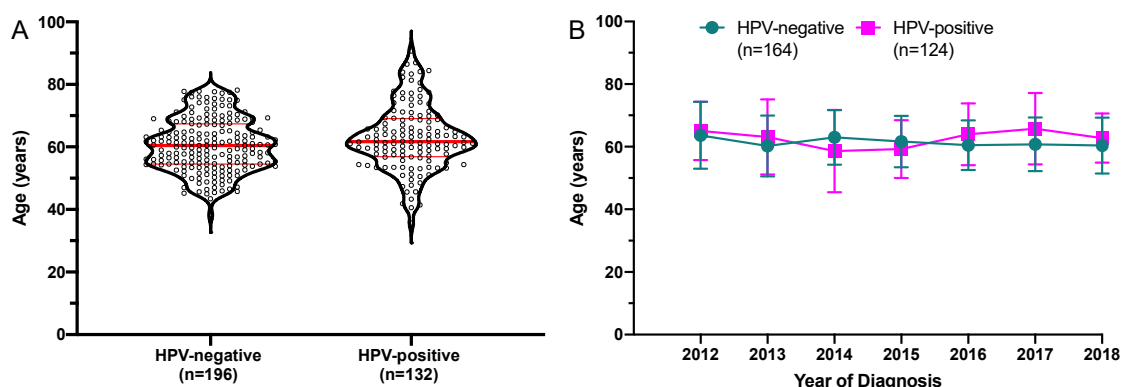 A
100
80
60
40
20
0
Age (years)
HPV-negative
(n=196)
HPV-positive
(n=132)
B
HPV-negative
(n=164)
HPV-positive
(n=124)
100
80
60
40
20
0
Age (years)
2012 2013 2014 2015 2016 2017 2018
Year of Diagnosis